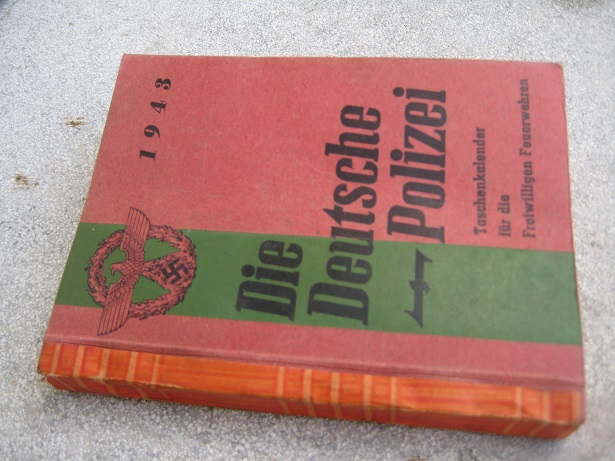 1943
Die
Deutsche
Polizei
Taschenkalender
für die
Freiwilligen Feuerwehren